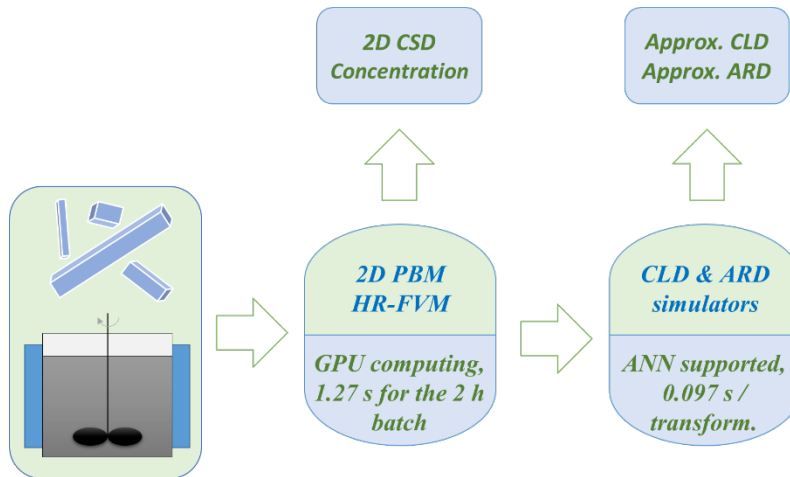 2D CSD
Concentration
Approx. CLD
Approx. ARD
2D PBM
HR-FVM
GPU computing,
1.27 s for the 2 h
batch
CLD & ARD
simulators
ANN supported,
0.097 s /
transform.